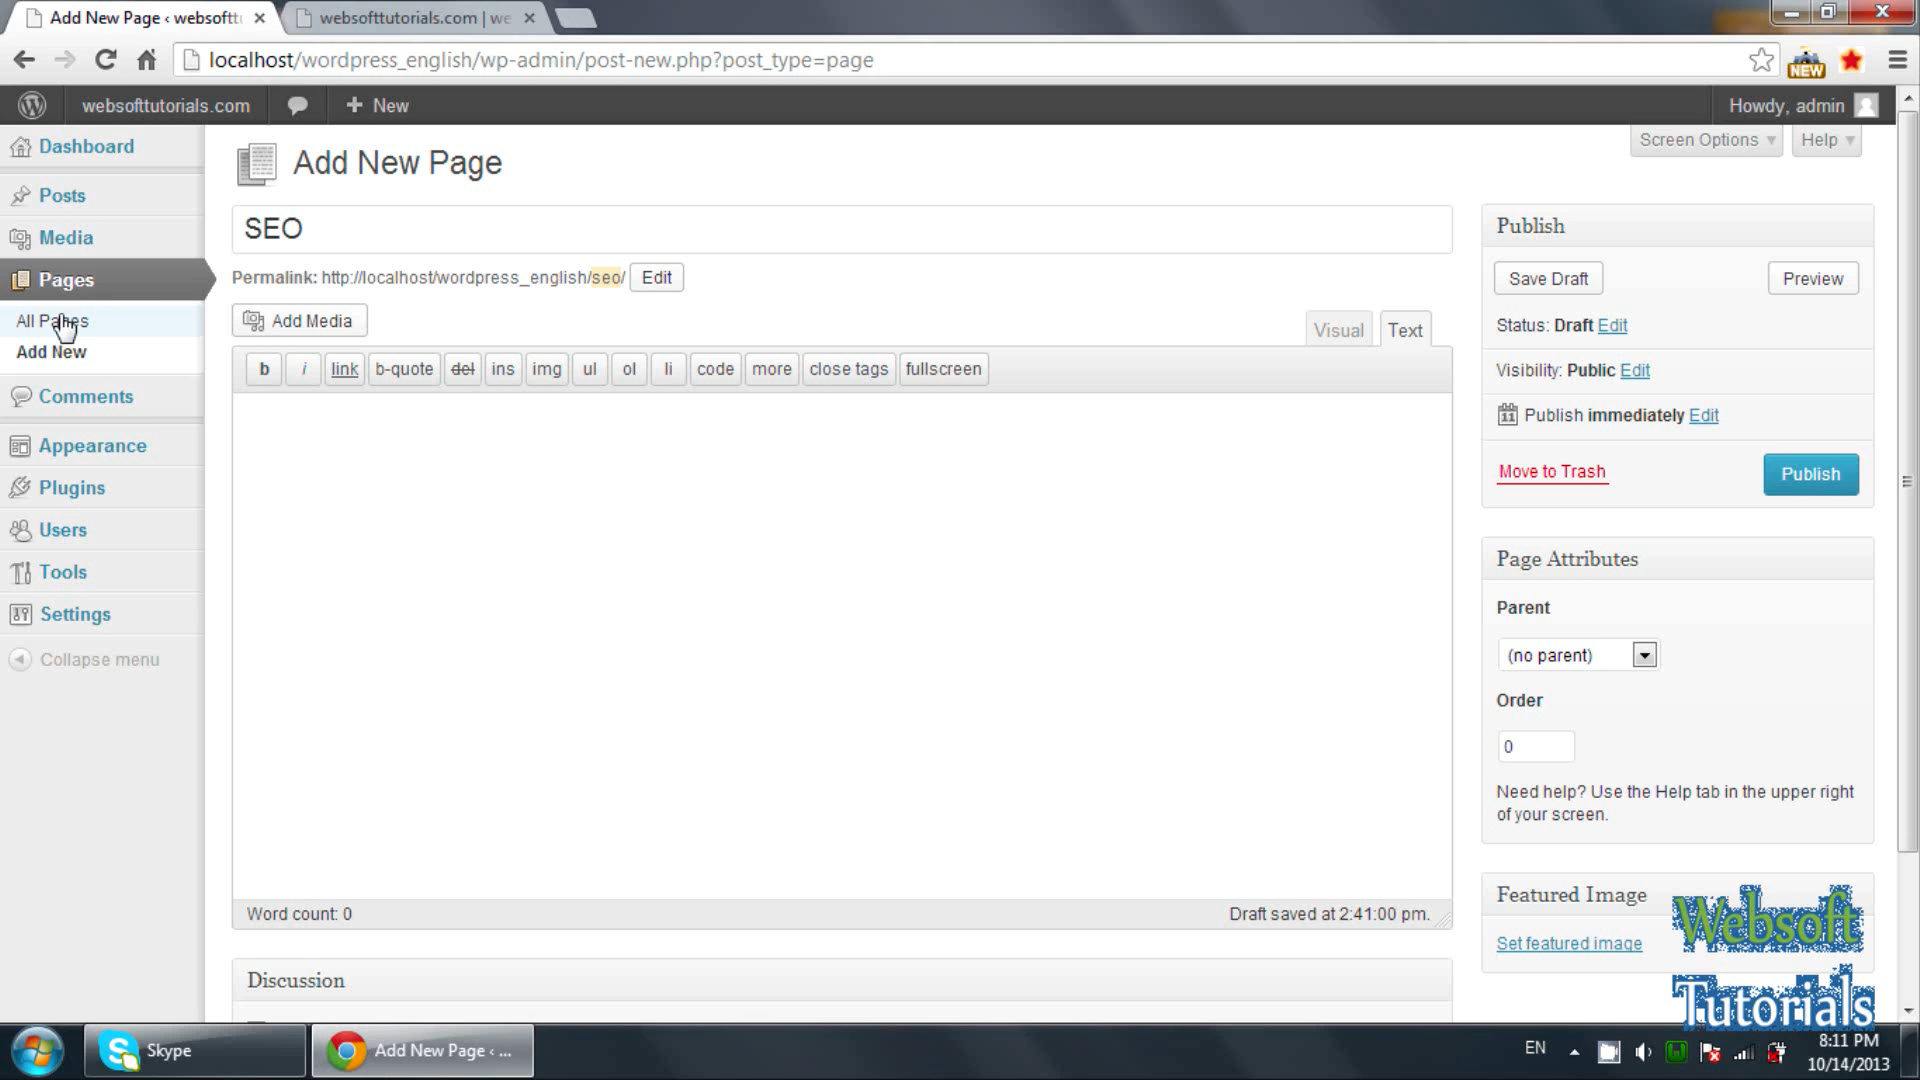 Add New Page ‹ websoftt
websofttutorials.com | we
localhost/wordpress_english/wp-admin/post-new.php?post_type=page
NEW
websofttutorials.com
+ New
Howdy, admin
Dashboard
Posts
Media
Pages
All Pages
Add New
Comments
Appearance
Plugins
Users
Tools
Settings
Collapse menu
Screen Options
Help
Add New Page
SEO
Permalink: http://localhost/wordpress_english/seo/ Edit
Add Media
Visual
Text
b
i
link
b-quote
del
ins
img
ul
ol
li
code
more
close tags
fullscreen
Word count: 0
Draft saved at 2:41:00 pm.
Discussion
Publish
Save Draft
Preview
Status: Draft Edit
Visibility: Public Edit
11
Publish immediately Edit
Move to Trash
Publish
Page Attributes
Parent
(no parent)
Order
0
Need help? Use the Help tab in the upper right
of your screen.
Featured Image
Set featured image
Websoft
Tutorials
Skype
Add New Page ‹ ...
EN
8:11 PM
10/14/2013